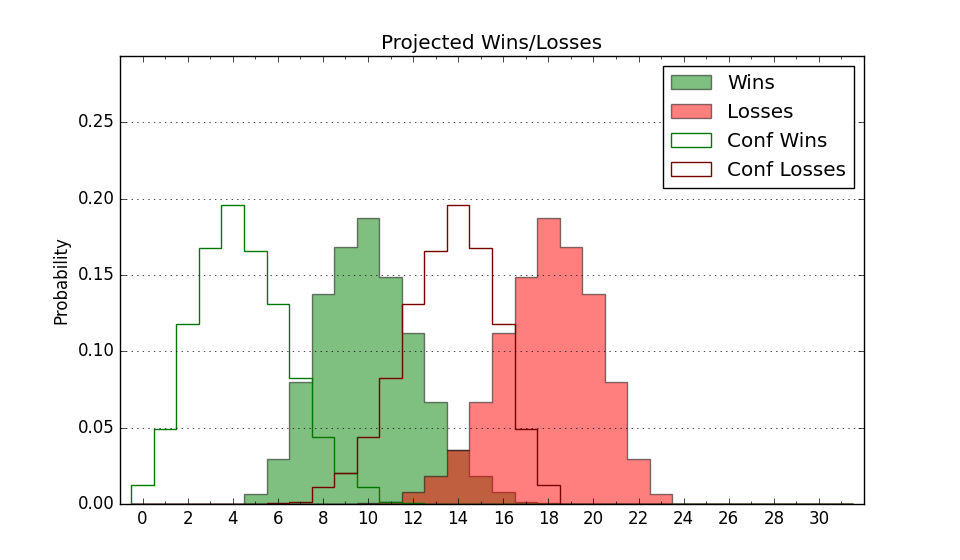 Projected Wins/Losses
Wins
Losses
Conf Wins
Conf Losses
Probability
0.25
0.20
0.15
0.10
0.05
0.00
0 2 4 6 8 10 12 14 16 18 20 22 24 26 28 30